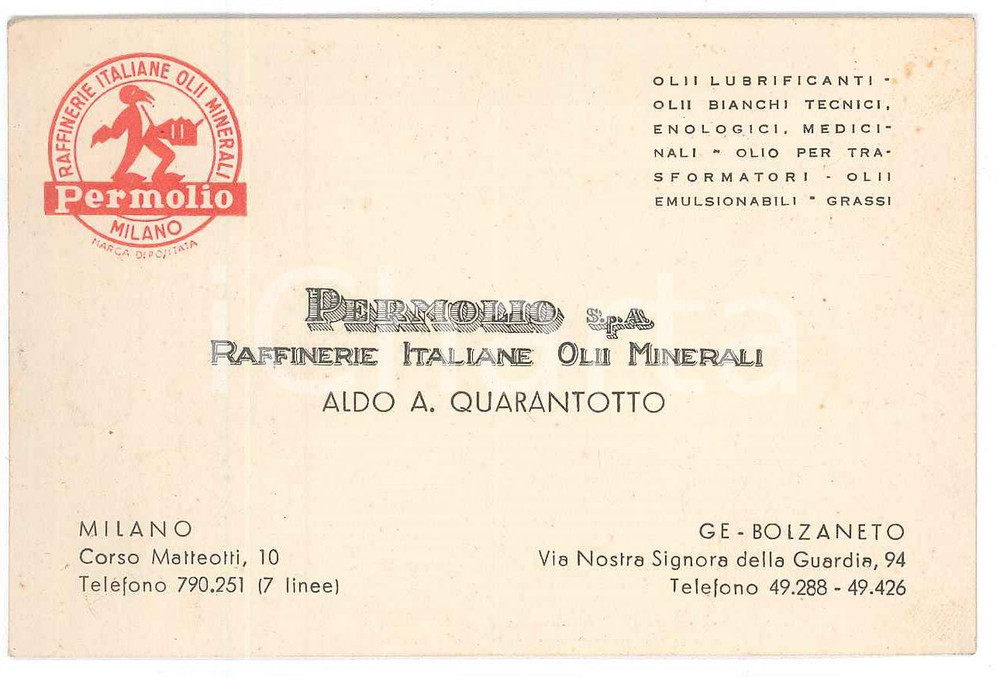 RAFFINERIE ITALIANE OLII MINERALI
Permolio
MILANO
MARCA DEPOSITATA
OLII LUBRIFICANTI -
OLII BIANCHI TECNICI,
ENOLOGICI, MEDICI-
NALI - OLIO PER TRA-
SFORMATORI - OLII
EMULSIONABILI - GRASSI
iCharta
PERMOLIO S.p.A.
RAFFINERIE ITALIANE OLII MINERALI
ALDO A. QUARANTOTTO
MILANO
Corso Matteotti, 10
Telefono 790.251 (7 linee)
GE - BOLZANETO
Via Nostra Signora della Guardia, 94
Telefono 49.288 - 49.426